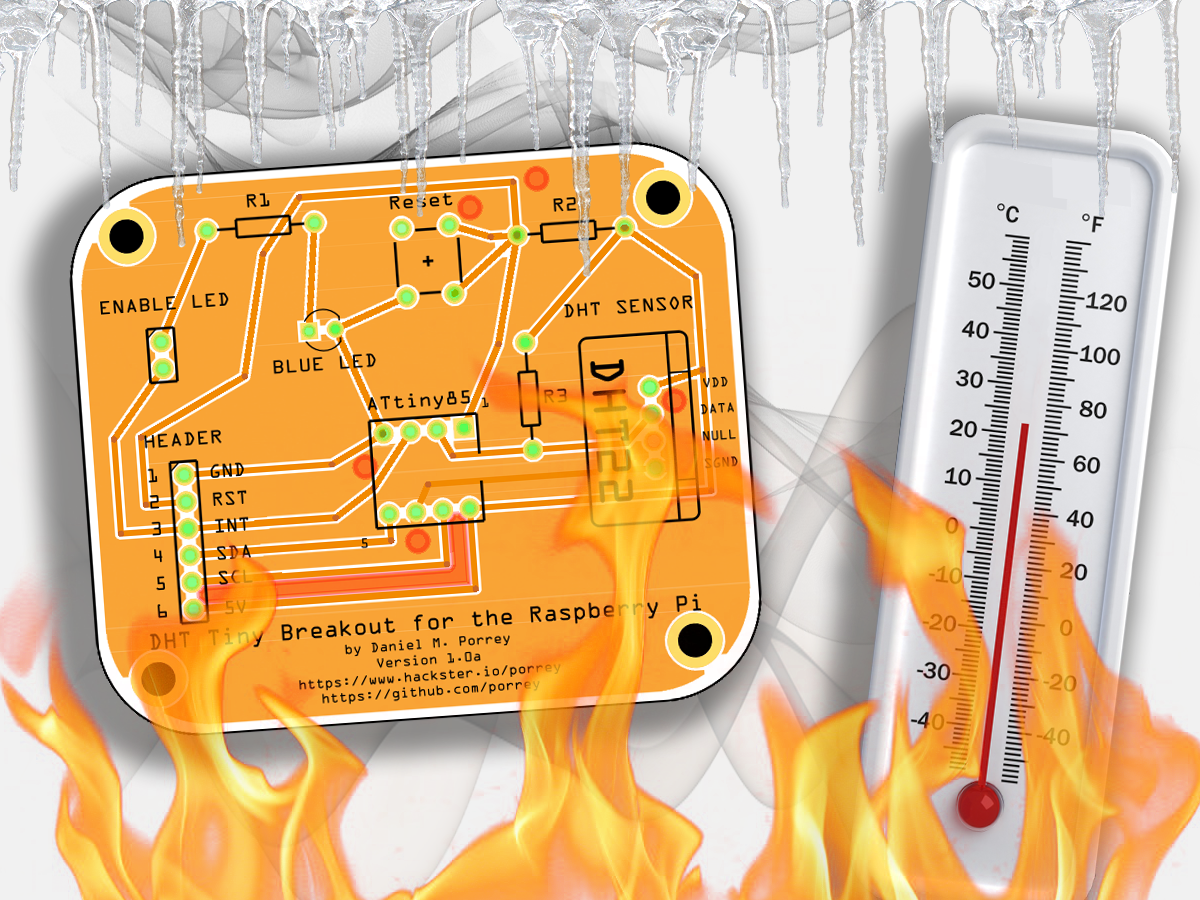 R1
Reset
R2
+
ENABLE LED
DHT SENSOR
BLUE LED
DHT22
R3
VDD
DATA
NULL
SGND
ATtiny85
1
5
HEADER
1 GND
2 RST
3 INT
4 SDA
5 SCL
6 5V
DHT Tiny Breakout for the Raspberry Pi
by Daniel M. Porrey
Version 1.0a
https://www.hackster.io/porrey
https://github.com/porrey
°C °F
50
120
40
100
30
80
20
60
10
40
0
20
-10
0
-20
-20
-30
-40
-40